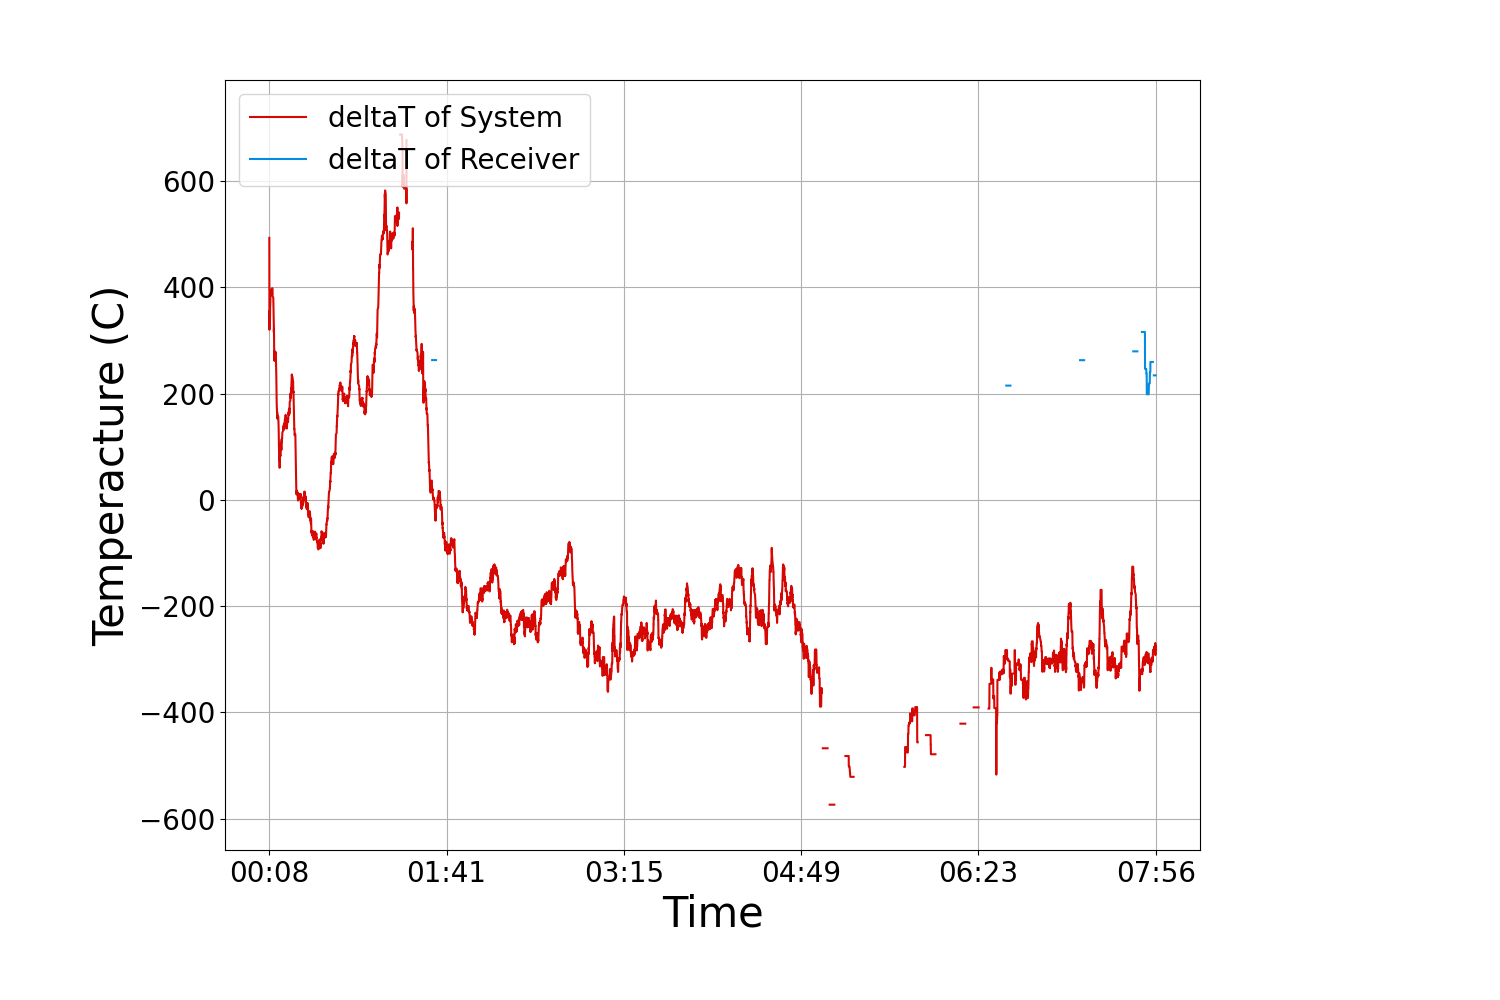 deltaT of System
deltaT of Receiver
600
400
200
0
−200
−400
−600
Temperacture (C)
00:08 01:41 03:15 04:49 06:23 07:56
Time